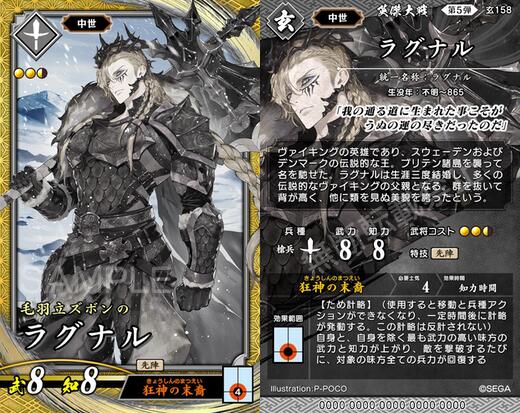 中世
SAMPLE
毛羽立ズボンの
ラグナル
先陣
武8 知8
きょうしんのまつえい
狂神の末裔
4
玄
中世
英傑大戦
第5弾
玄158
ラグナル
統一名称:ラグナル
生没年:不明~865
「我の通る道に生まれた事こそが
うぬの運の尽きだったのだ」
ヴァイキングの英雄であり、スウェーデンおよび
デンマークの伝説的な王。ブリテン諸島を襲って
名を馳せた。ラグナルは生涯三度結婚し、多くの
伝説的なヴァイキングの父親となる。群を抜いて
背が高く、他に類を見ぬ美貌を誇ったという。
兵種 武力 知力 武将コスト
槍兵 8 8 特技 先陣
きょうしんのまつえい 必要士気 効果時間
狂神の末裔 4 知力時間
効果範囲
【ため計略】(使用すると移動と兵種アク
ションができなくなり、一定時間後に計略
が発動する。この計略は反計されない)
自身と、自身を除く最も武力の高い味方の
武力と知力が上がり、敵を撃破するたび
に、対象の味方全ての兵力が回復する
Illustration:P-POCO
©SEGA
0000-0000-0000-0000-0000